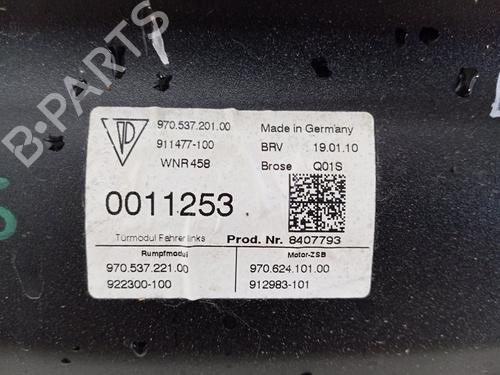 B-PARTS
970.537.201.00
911477-100
WNR 458
Made in Germany
BRV 19.01.10
Brose Q01S
0011253
Türmodul Fahrer links Prod. Nr. 8407793
Rumpfmodul
970.537.221.00
922300-100
Motor-ZSB
970.624.101.00
912983-101